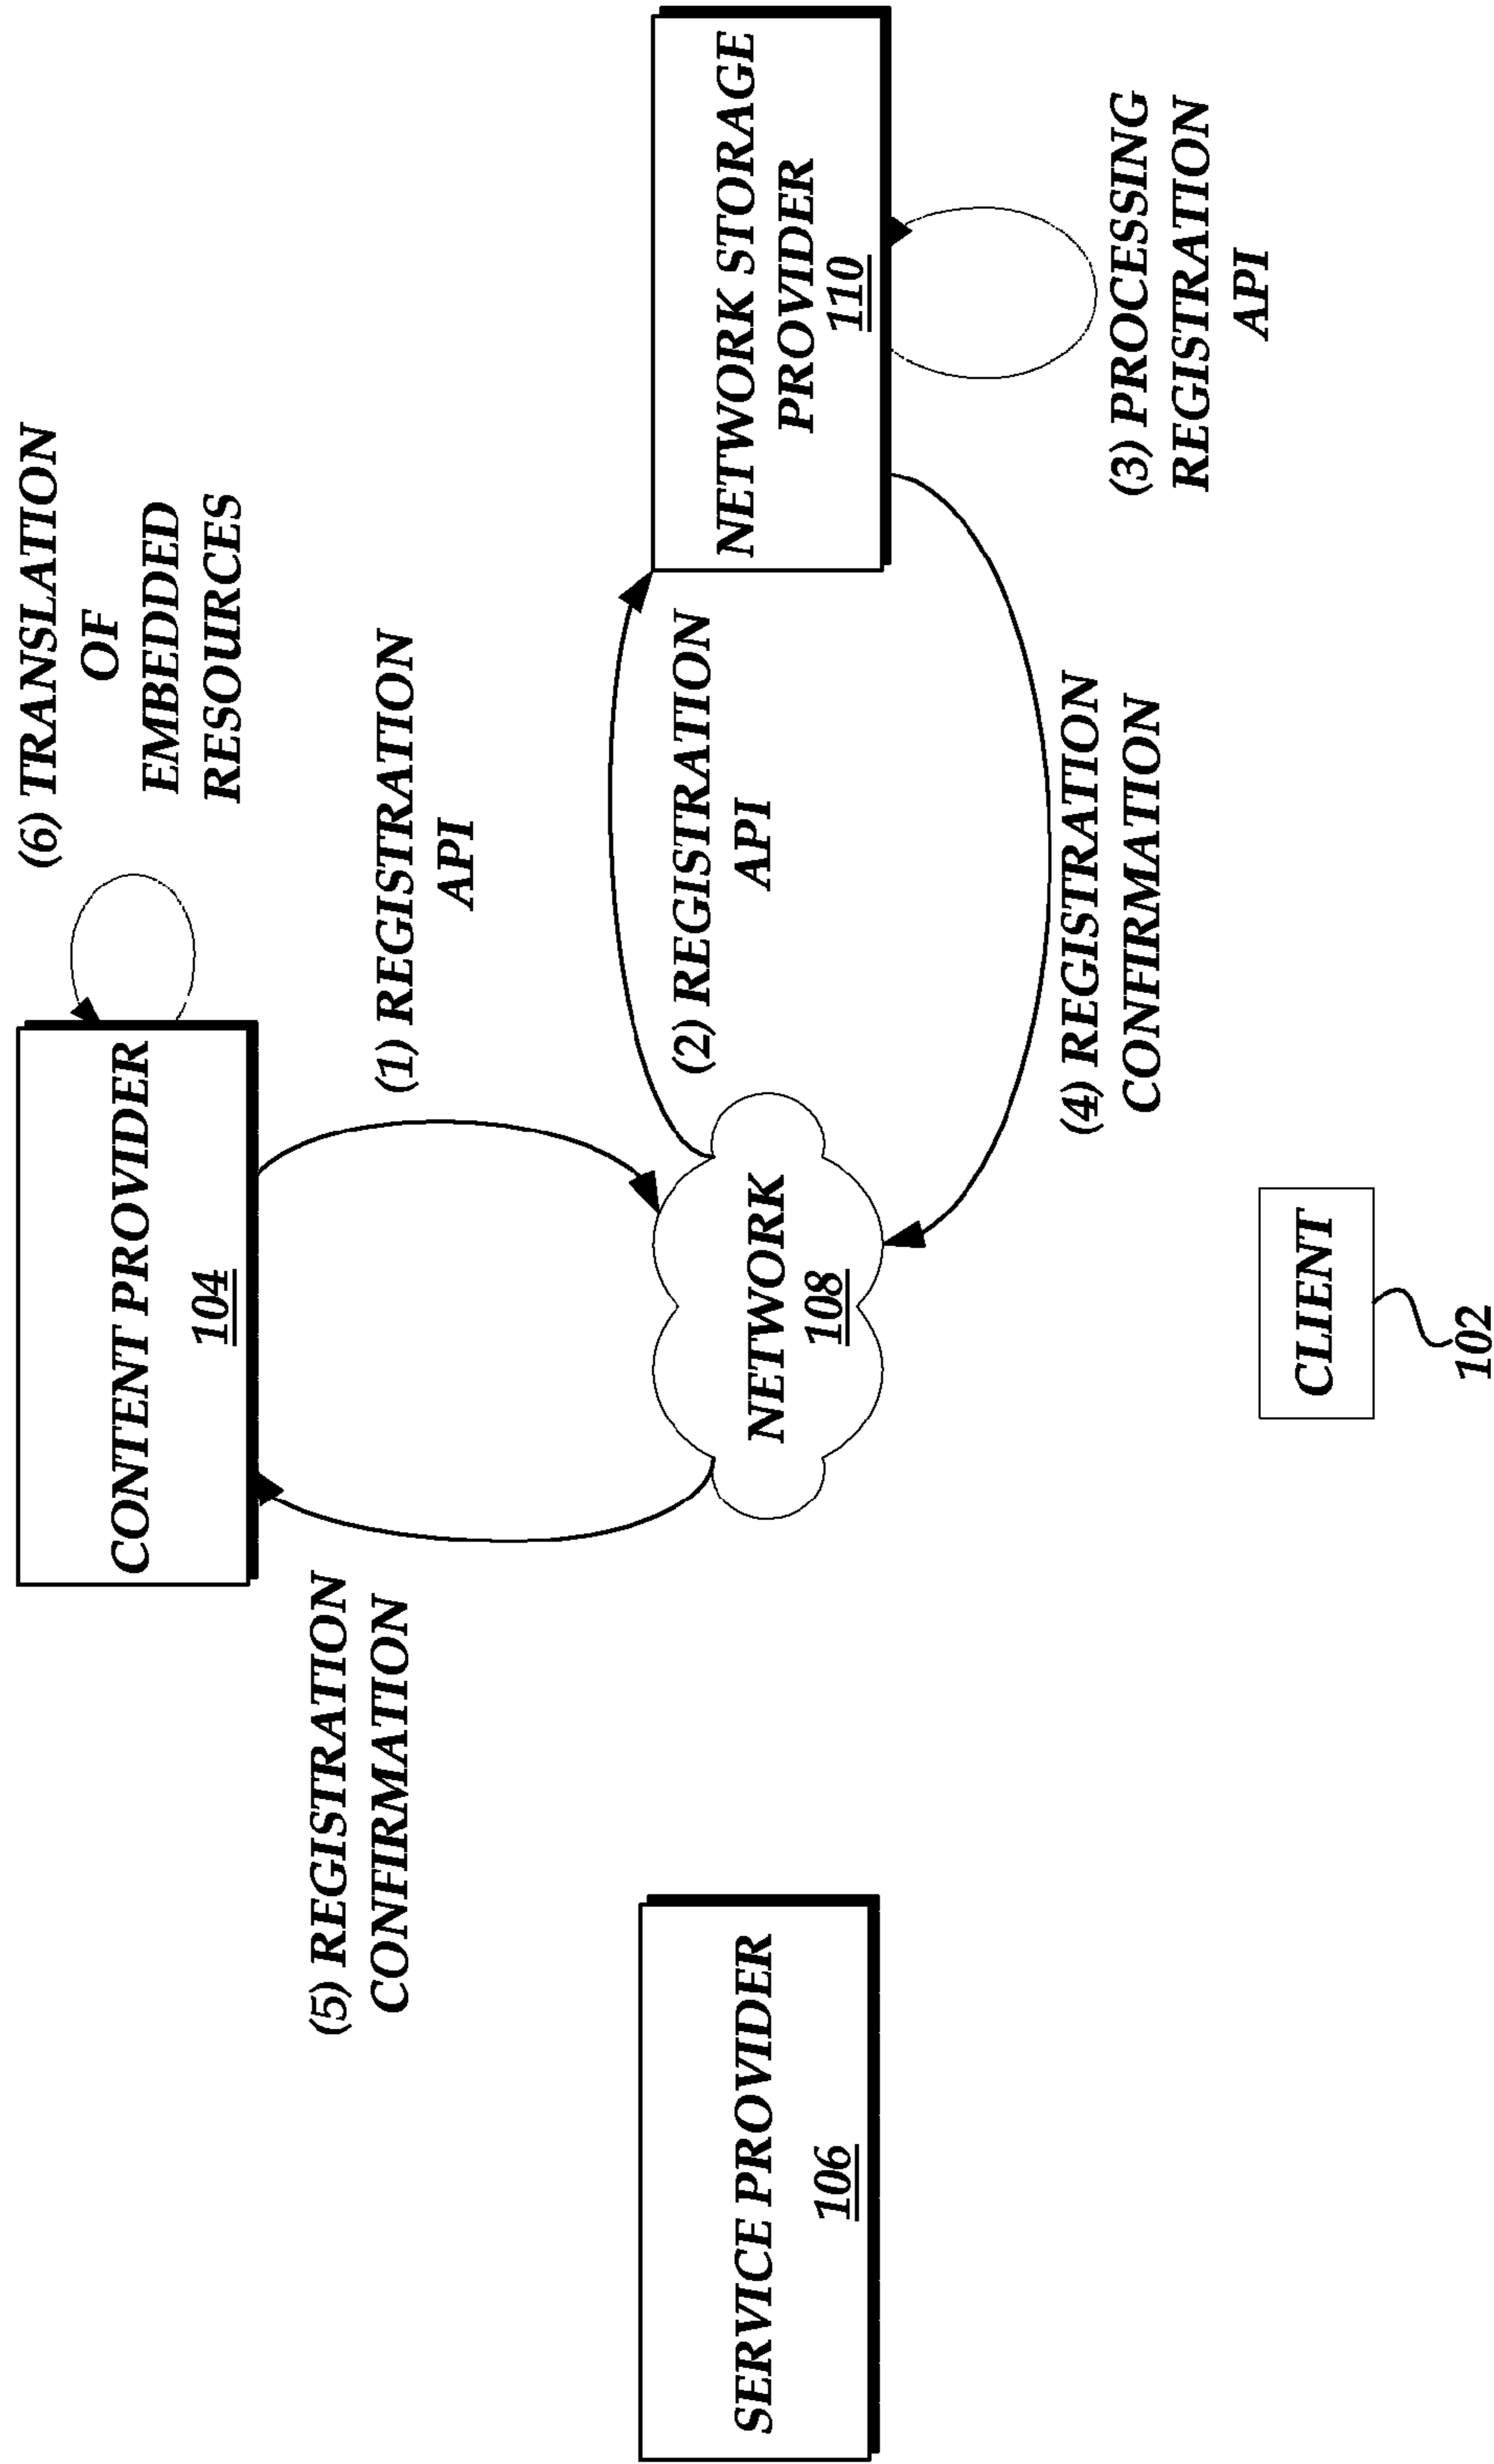 CONTENT PROVIDER
104
(6) TRANSLATION
OF
EMBEDDED
RESOURCES
(1) REGISTRATION
API
(5) REGISTRATION
CONFIRMATION
SERVICE PROVIDER
106
NETWORK
108
(2) REGISTRATION
API
NETWORK STORAGE
PROVIDER
110
(4) REGISTRATION
CONFIRMATION
(3) PROCESSING
REGISTRATION
API
CLIENT
102